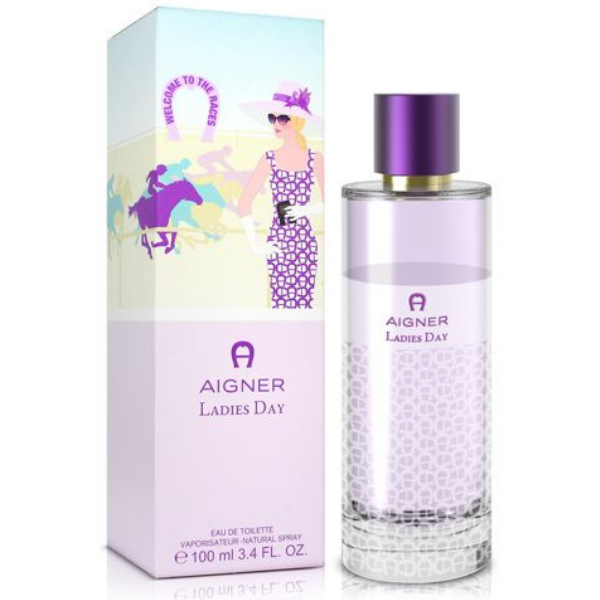 WELCOME TO THE RACES
AIGNER
LADIES DAY
EAU DE TOILETTE
VAPORISATEUR-NATURAL SPRAY
℮ 100 ml 3.4 FL. OZ.
AIGNER
LADIES DAY